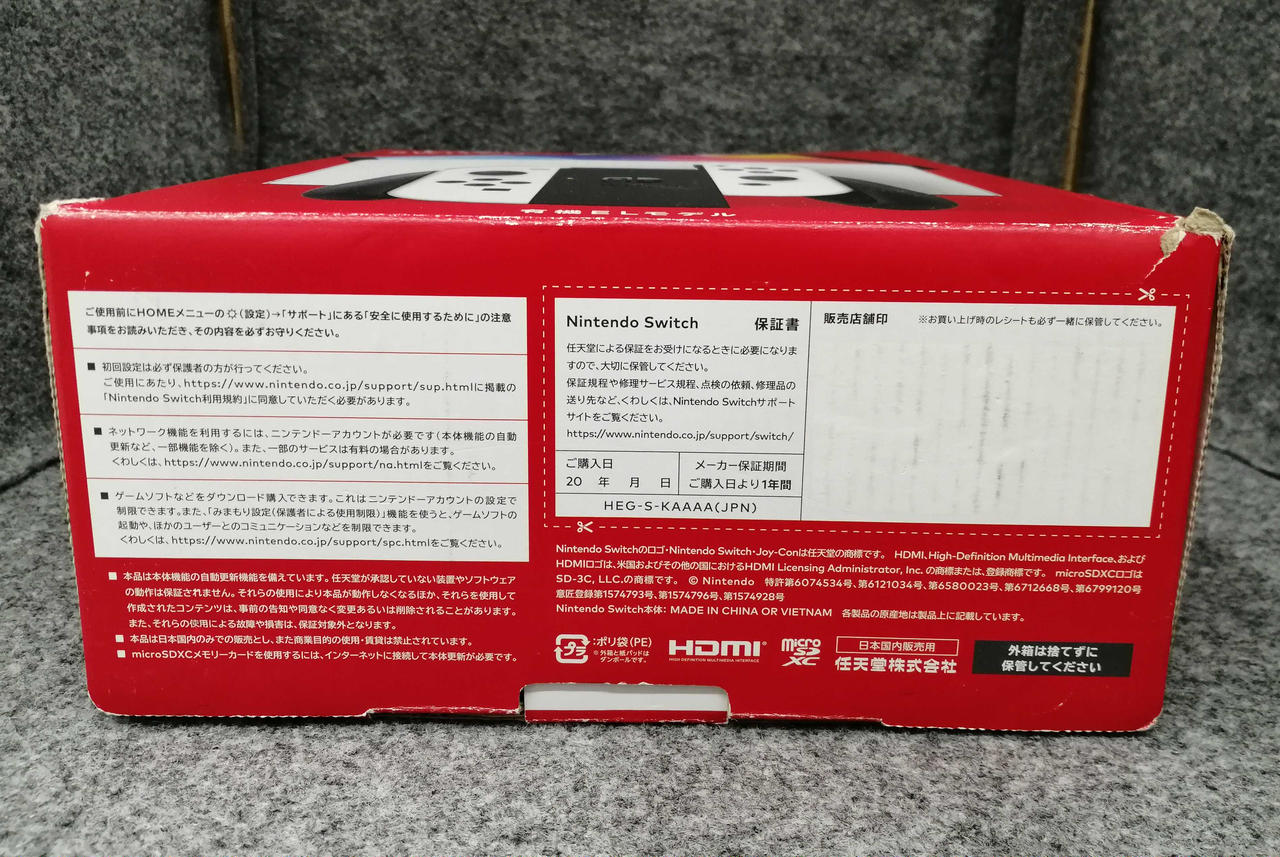 有機ELモデル
ご使用前にHOMEメニューの(設定)→「サポート」にある「安全に使用するために」の注意
事項をお読みいただき、その内容を必ずお守りください。
■ 初回設定は必ず保護者の方が行ってください。
ご使用にあたり、https://www.nintendo.co.jp/support/sup.htmlに掲載の
「Nintendo Switch利用規約」に同意していただく必要があります。
■ ネットワーク機能を利用するには、ニンテンドーアカウントが必要です(本体機能の自動
更新など、一部機能を除く)。また、一部のサービスは有料の場合があります。
くわしくは、https://www.nintendo.co.jp/support/na.htmlをご覧ください。
■ ゲームソフトなどをダウンロード購入できます。これはニンテンドーアカウントの設定で
制限できます。また、「みまもり設定(保護者による使用制限)」機能を使うと、ゲームソフトの
起動や、ほかのユーザーとのコミュニケーションなどを制限できます。
くわしくは、https://www.nintendo.co.jp/support/spc.htmlをご覧ください。
■ 本品は本体機能の自動更新機能を備えています。任天堂が承認していない装置やソフトウェア
の動作は保証されません。それらの使用により本品が動作しなくなるほか、それらを使用して
作成されたコンテンツは、事前の告知や同意なく変更あるいは削除されることがあります。
また、それらの使用による故障や損害は、保証対象外となります。
■ 本品は日本国内のみでの販売とし、また商業目的の使用・賃貸は禁止されています。
■ microSDXCメモリーカードを使用するには、インターネットに接続して本体更新が必要です。
Nintendo Switch 保証書
任天堂による保証をお受けになるときに必要になりま
すので、大切に保管してください。
保証規程や修理サービス規程、点検の依頼、修理品の
送り先など、くわしくは、Nintendo Switchサポート
サイトをご覧ください。
https://www.nintendo.co.jp/support/switch/
ご購入日
20 年 月 日
メーカー保証期間
ご購入日より1年間
HEG-S-KAAAA(JPN)
販売店舗印 ※お買い上げ時のレシートも必ず一緒に保管してください。
Nintendo Switchのロゴ・Nintendo Switch・Joy-Conは任天堂の商標です。 HDMI、High-Definition Multimedia Interface、および
HDMIロゴは、米国およびその他の国におけるHDMI Licensing Administrator, Inc. の商標または、登録商標です。 microSDXCロゴは
SD-3C, LLC.の商標です。 © Nintendo 特許第6074534号、第6121034号、第6580023号、第6712668号、第6799120号
意匠登録第1574793号、第1574796号、第1574928号
Nintendo Switch本体: MADE IN CHINA OR VIETNAM 各製品の原産地は製品上に記載しています。
プラ :ポリ袋(PE)
※外箱と紙パッドは
ダンボールです。
HDMI®
HIGH DEFINITION MULTIMEDIA INTERFACE
micro SD XC
日本国内販売用
任天堂株式会社
外箱は捨てずに
保管してください